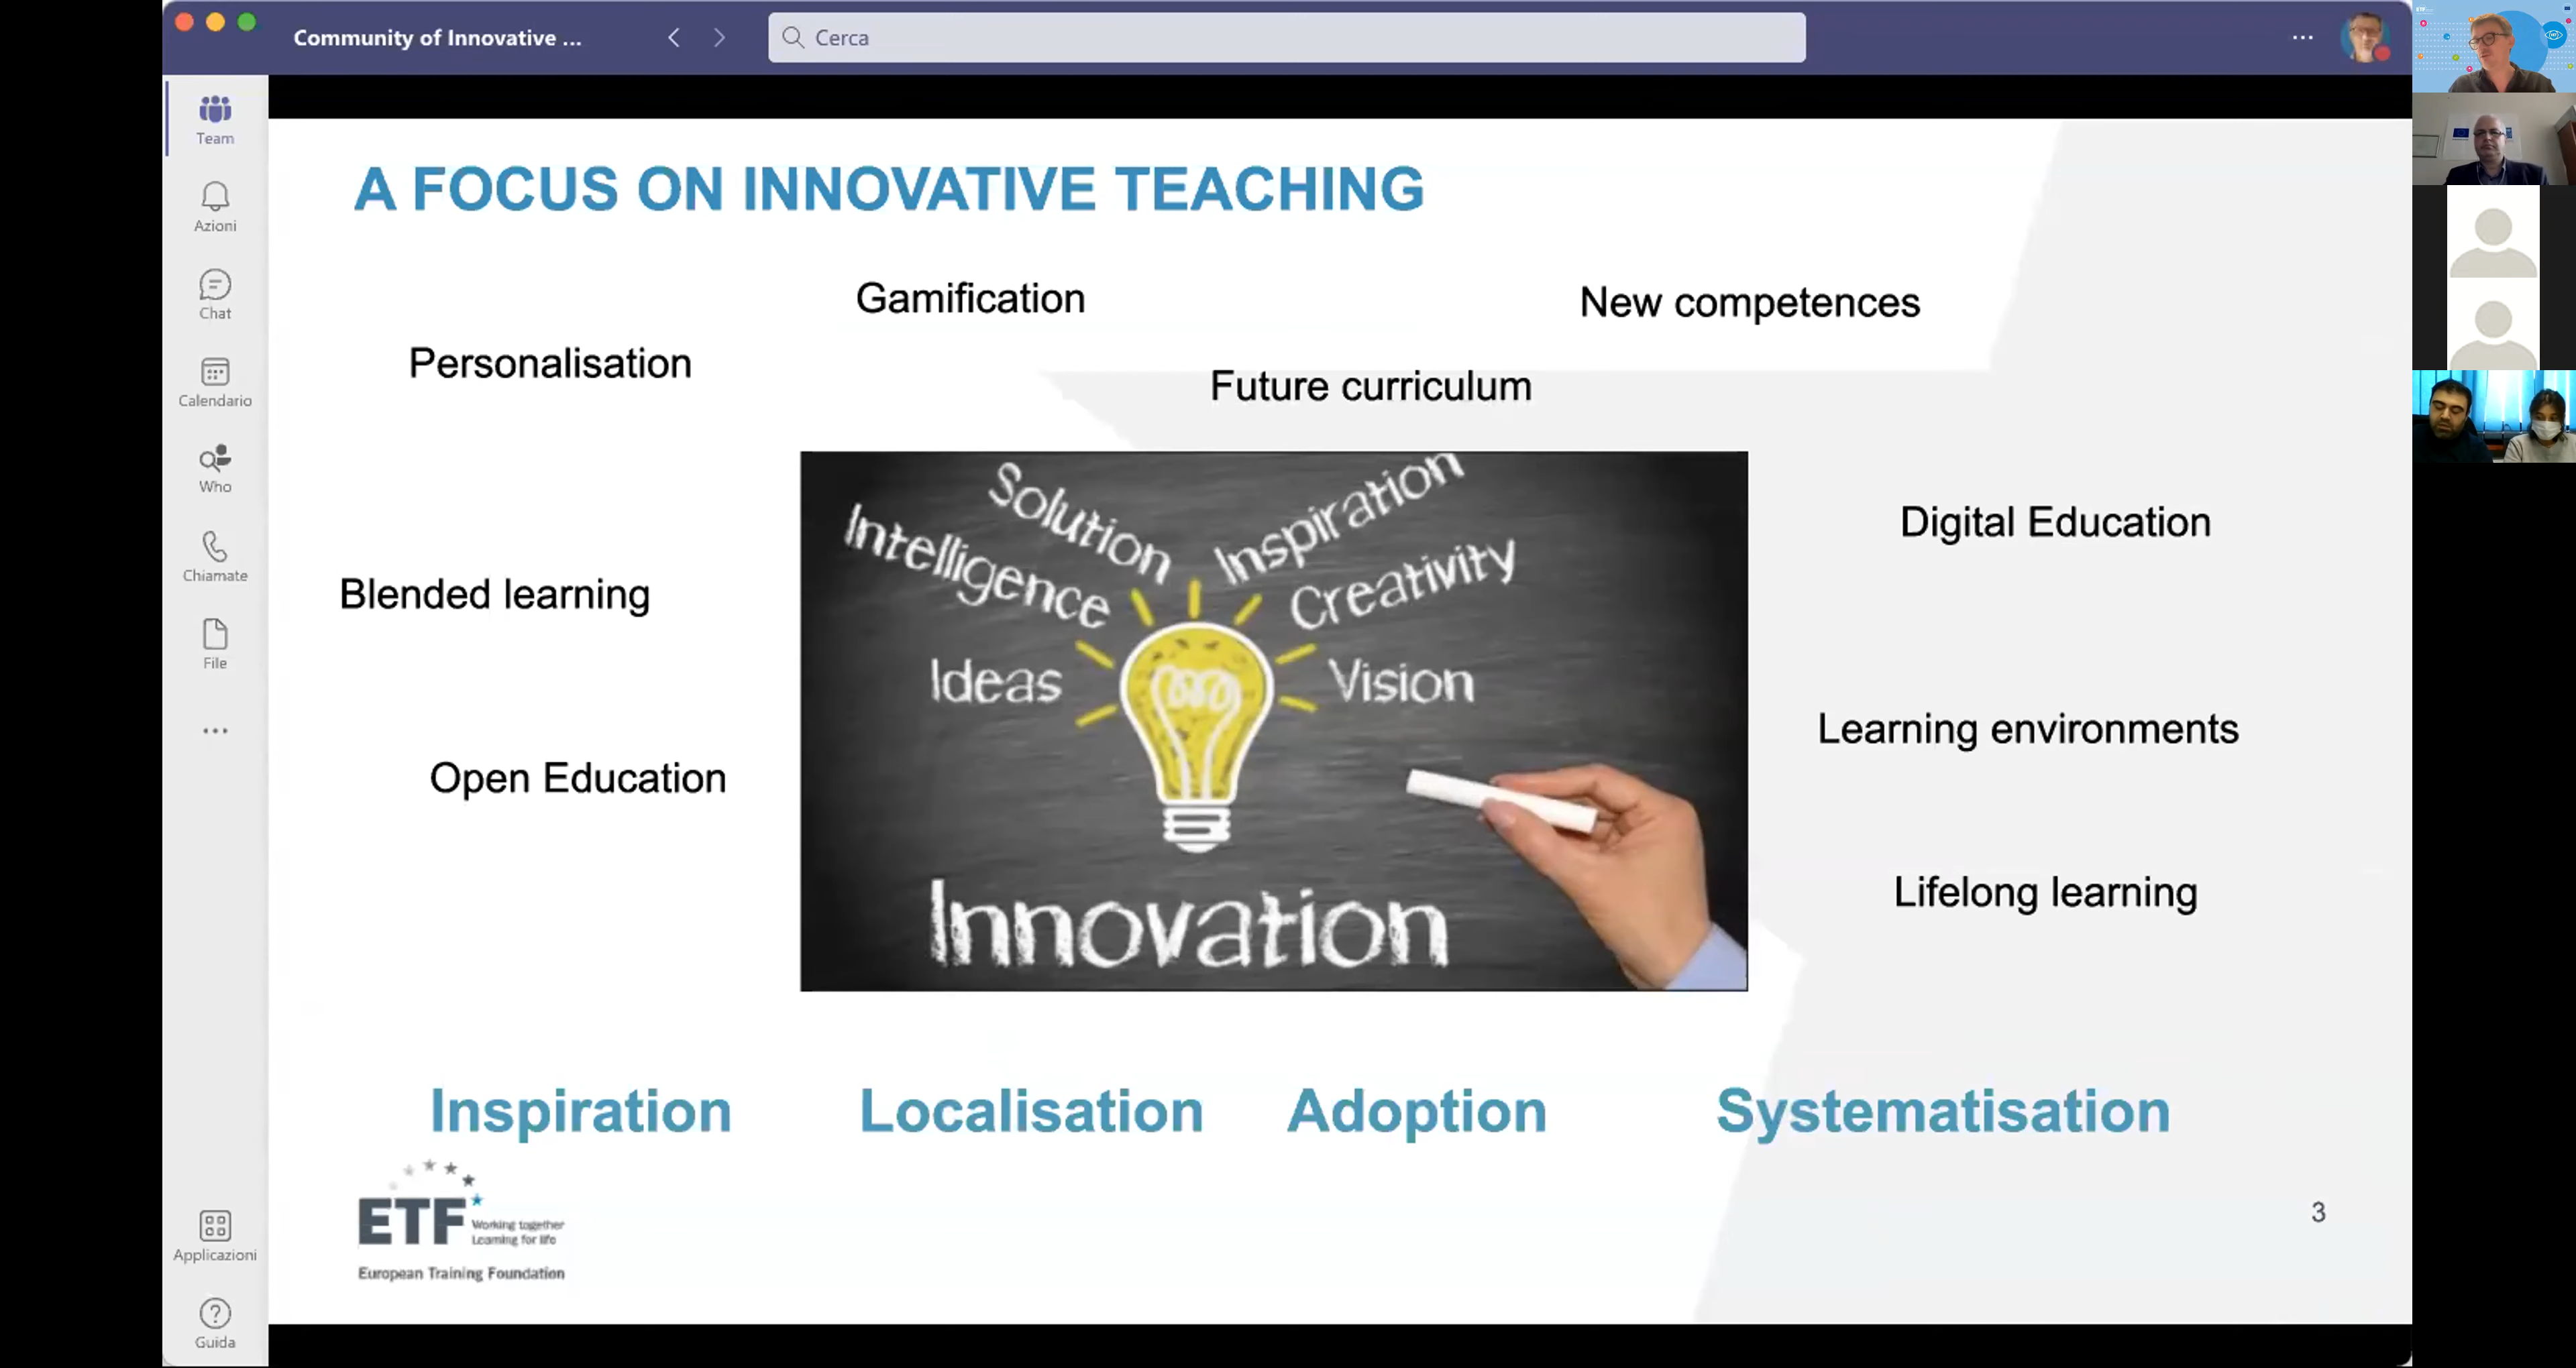 Community of Innovative ...
Cerca
Team
Azioni
Chat
Calendario
Who
Chiamate
File
Applicazioni
Guida
A FOCUS ON INNOVATIVE TEACHING
Gamification
New competences
Personalisation
Future curriculum
Solution
Inspiration
Intelligence
Creativity
Ideas
Vision
Innovation
Digital Education
Blended learning
Learning environments
Open Education
Lifelong learning
Inspiration
Localisation
Adoption
Systematisation
ETF
Working together
Learning for life
European Training Foundation
3